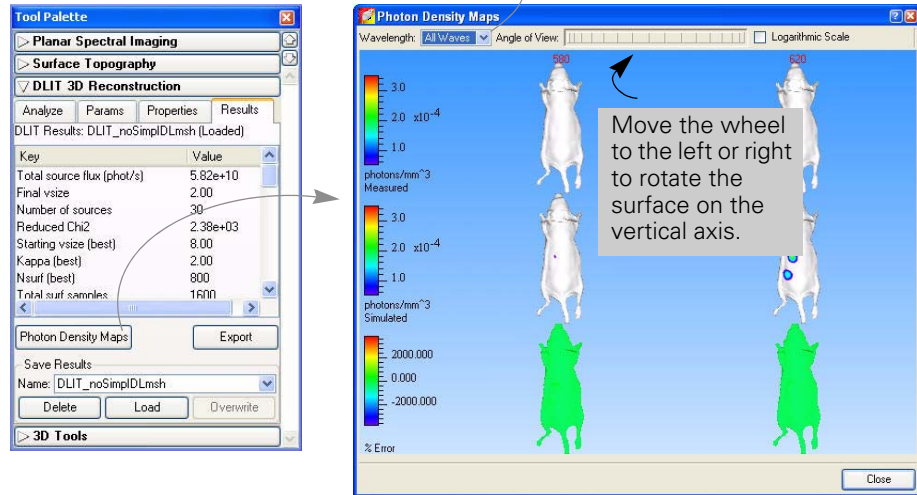 Tool Palette
Planar Spectral Imaging
Surface Topography
DLIT 3D Reconstruction
Analyze Params Properties Results
DLIT Results: DLIT_noSimplDLmsh (Loaded)
Key Value
Total source flux (phot/s) 5.82e+10
Final vsize 2.00
Number of sources 30
Reduced Chi2 2.38e+03
Starting vsize (best) 8.00
Kappa (best) 2.00
Nsurf (best) 800
Total surf samples 1600
Photon Density Maps Export
Save Results
Name: DLIT_noSimplDLmsh
Delete Load Overwrite
3D Tools
Photon Density Maps
Wavelength: All Waves Angle of View: Logarithmic Scale
580 620
3.0
2.0 x10-4
1.0
photons/mm^3
Measured
Move the wheel
to the left or right
to rotate the
surface on the
vertical axis.
3.0
2.0 x10-4
1.0
photons/mm^3
Simulated
2000.000
0.000
-2000.000
% Error
Close